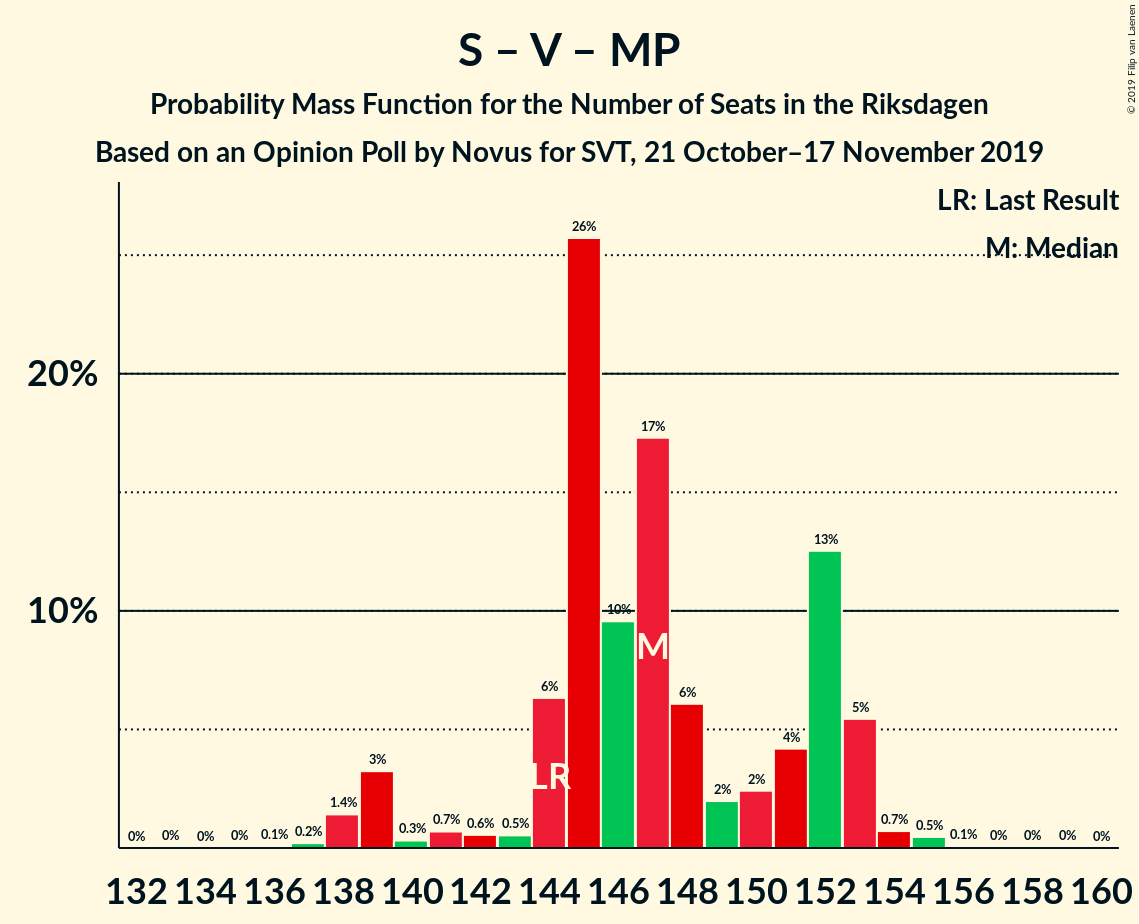 S – V – MP
Probability Mass Function for the Number of Seats in the Riksdagen
Based on an Opinion Poll by Novus for SVT, 21 October–17 November 2019
© 2019 Filip van Laenen
LR: Last Result
M: Median
20%
10%
0% 0% 0% 0% 0.1% 0.2% 1.4% 3% 0.3% 0.7% 0.6% 0.5% 6% 26% 10% 17% 6% 2% 2% 4% 13% 5% 0.7% 0.5% 0.1% 0% 0% 0% 0%
M
LR
132 134 136 138 140 142 144 146 148 150 152 154 156 158 160